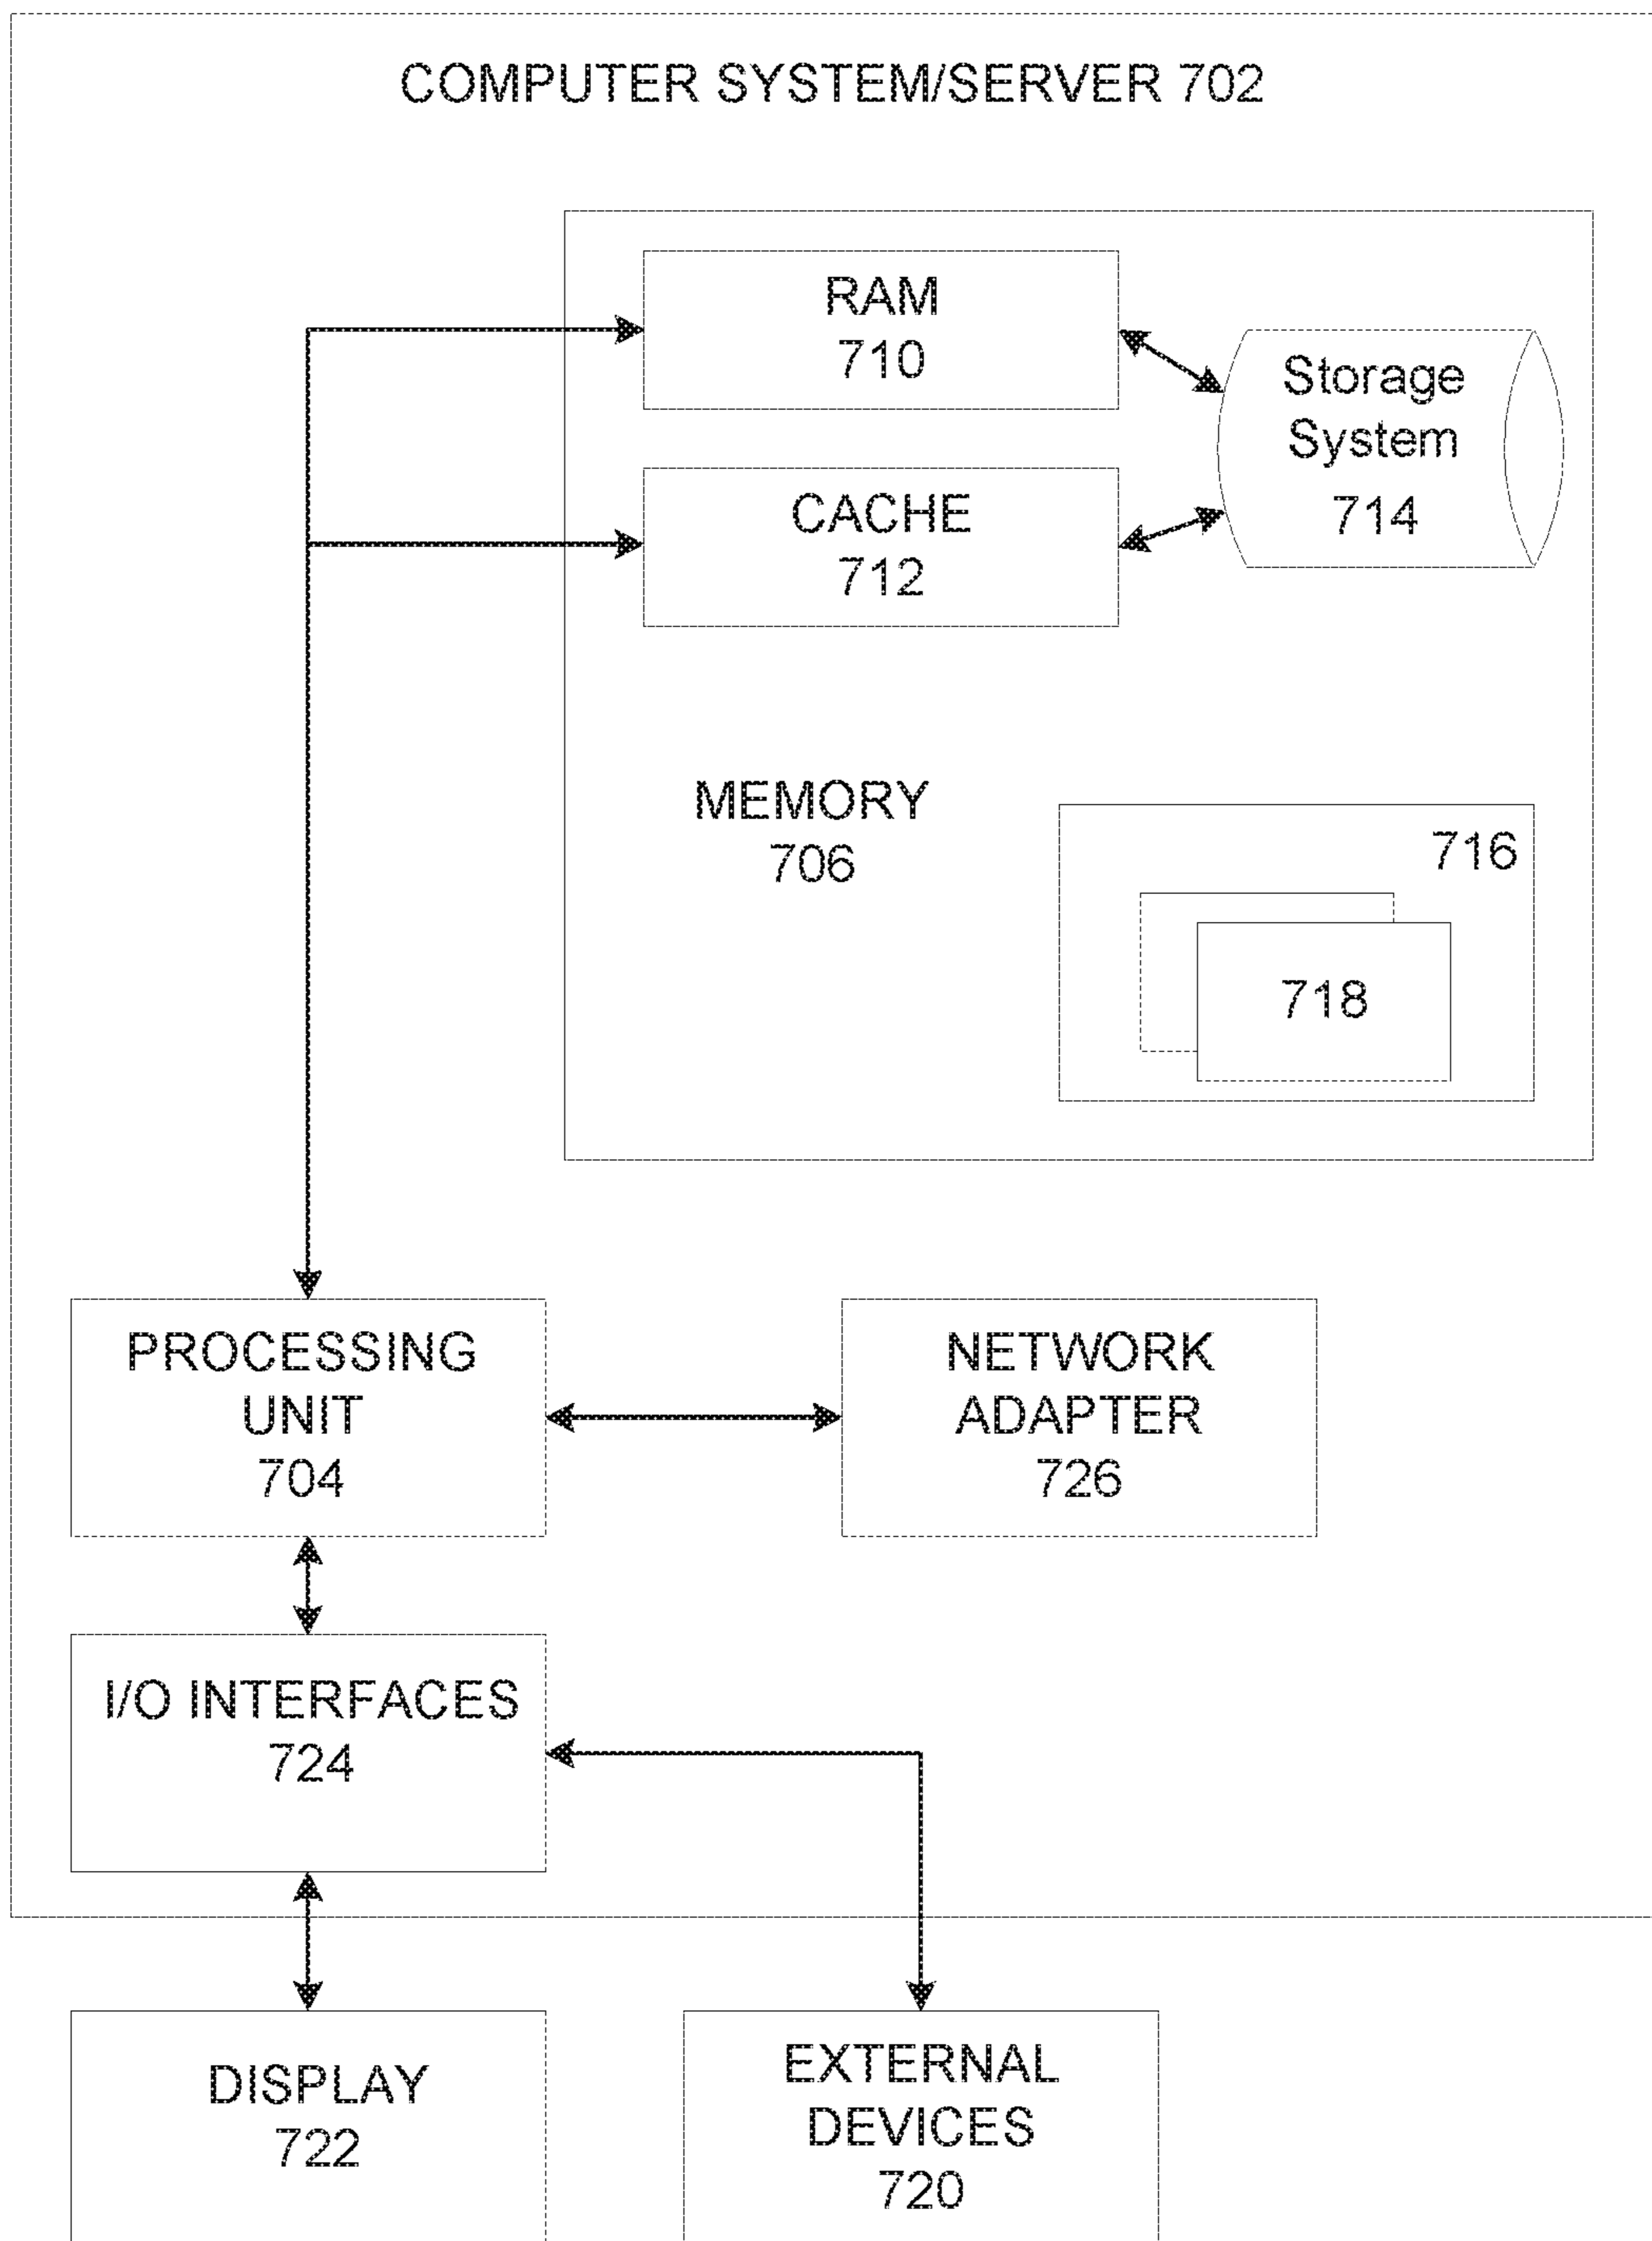 COMPUTER SYSTEM/SERVER 702
RAM
710
Storage
System
714
CACHE
712
MEMORY
706
716
718
PROCESSING
UNIT
704
NETWORK
ADAPTER
726
I/O INTERFACES
724
DISPLAY
722
EXTERNAL
DEVICES
720